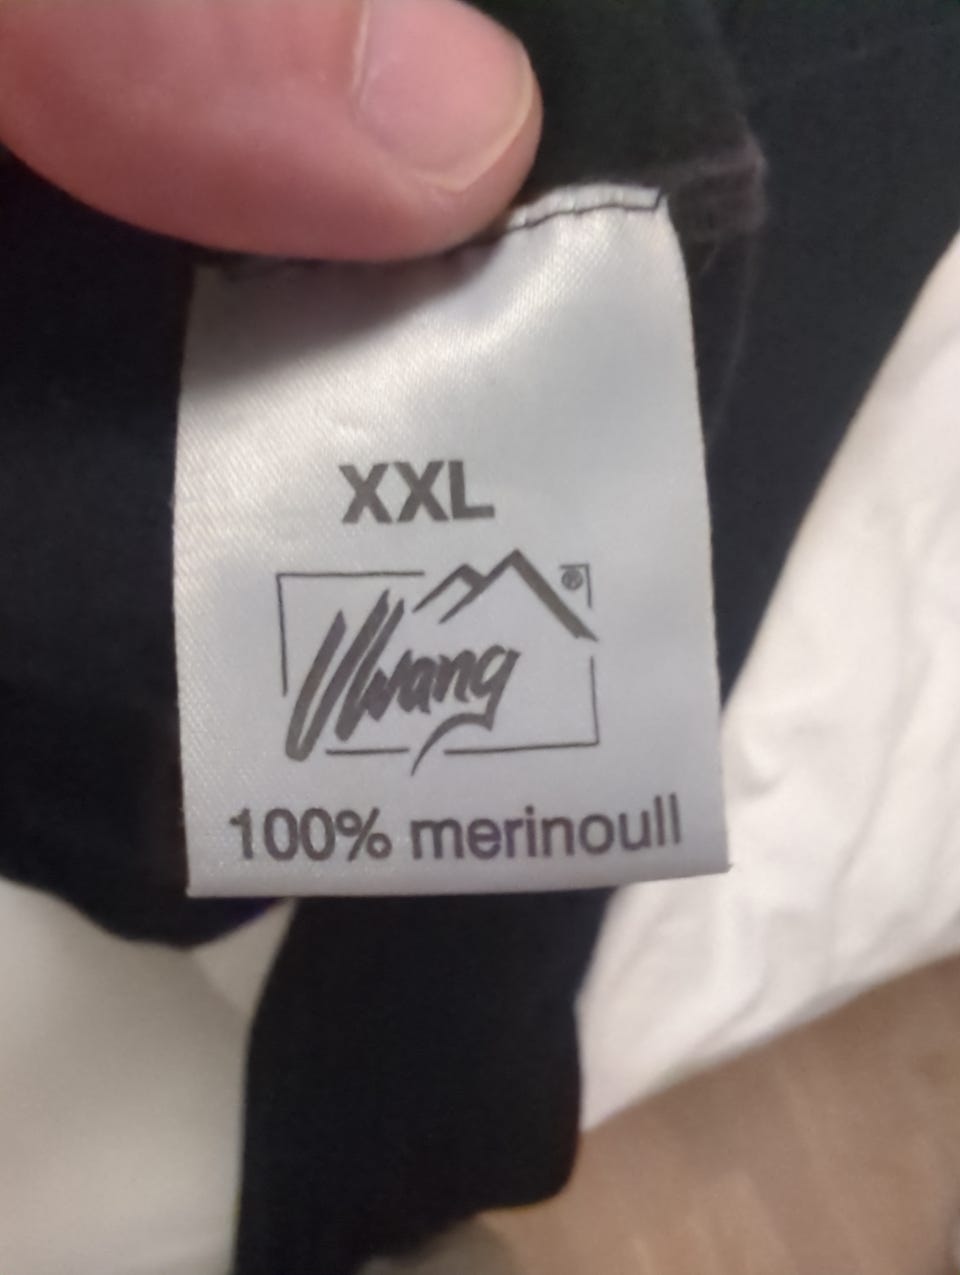 XXL
Ulvang
®
100% merinoull